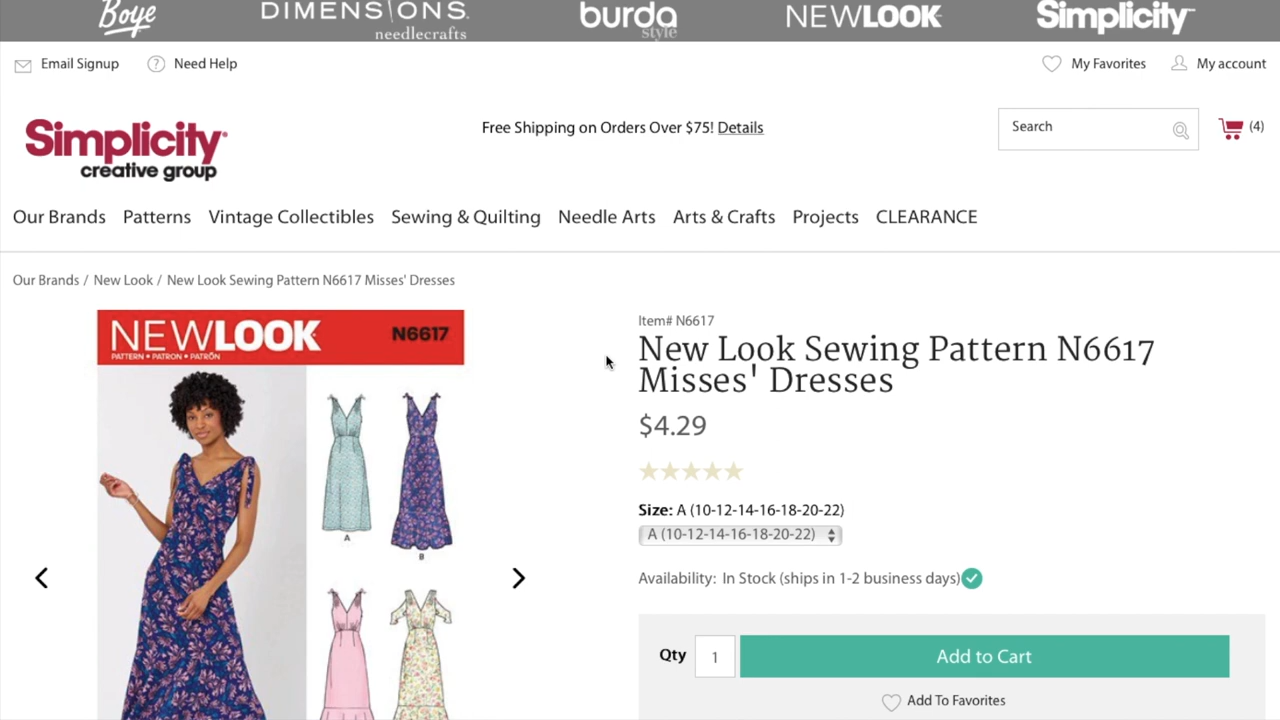 Boye
DIMENSIONS
needlecrafts
burda
style
NEWLOOK
Simplicity
Email Signup
Need Help
My Favorites
My account
Simplicity
creative group
Free Shipping on Orders Over $75! Details
Search
(4)
Our Brands Patterns Vintage Collectibles Sewing & Quilting Needle Arts Arts & Crafts Projects CLEARANCE
Our Brands / New Look / New Look Sewing Pattern N6617 Misses' Dresses
NEWLOOK N6617
PATTERN • PATRON • PATRÓN
A
B
Item# N6617
New Look Sewing Pattern N6617
Misses' Dresses
$4.29
Size: A (10-12-14-16-18-20-22)
A (10-12-14-16-18-20-22)
Availability: In Stock (ships in 1-2 business days)
Qty 1 Add to Cart
Add To Favorites